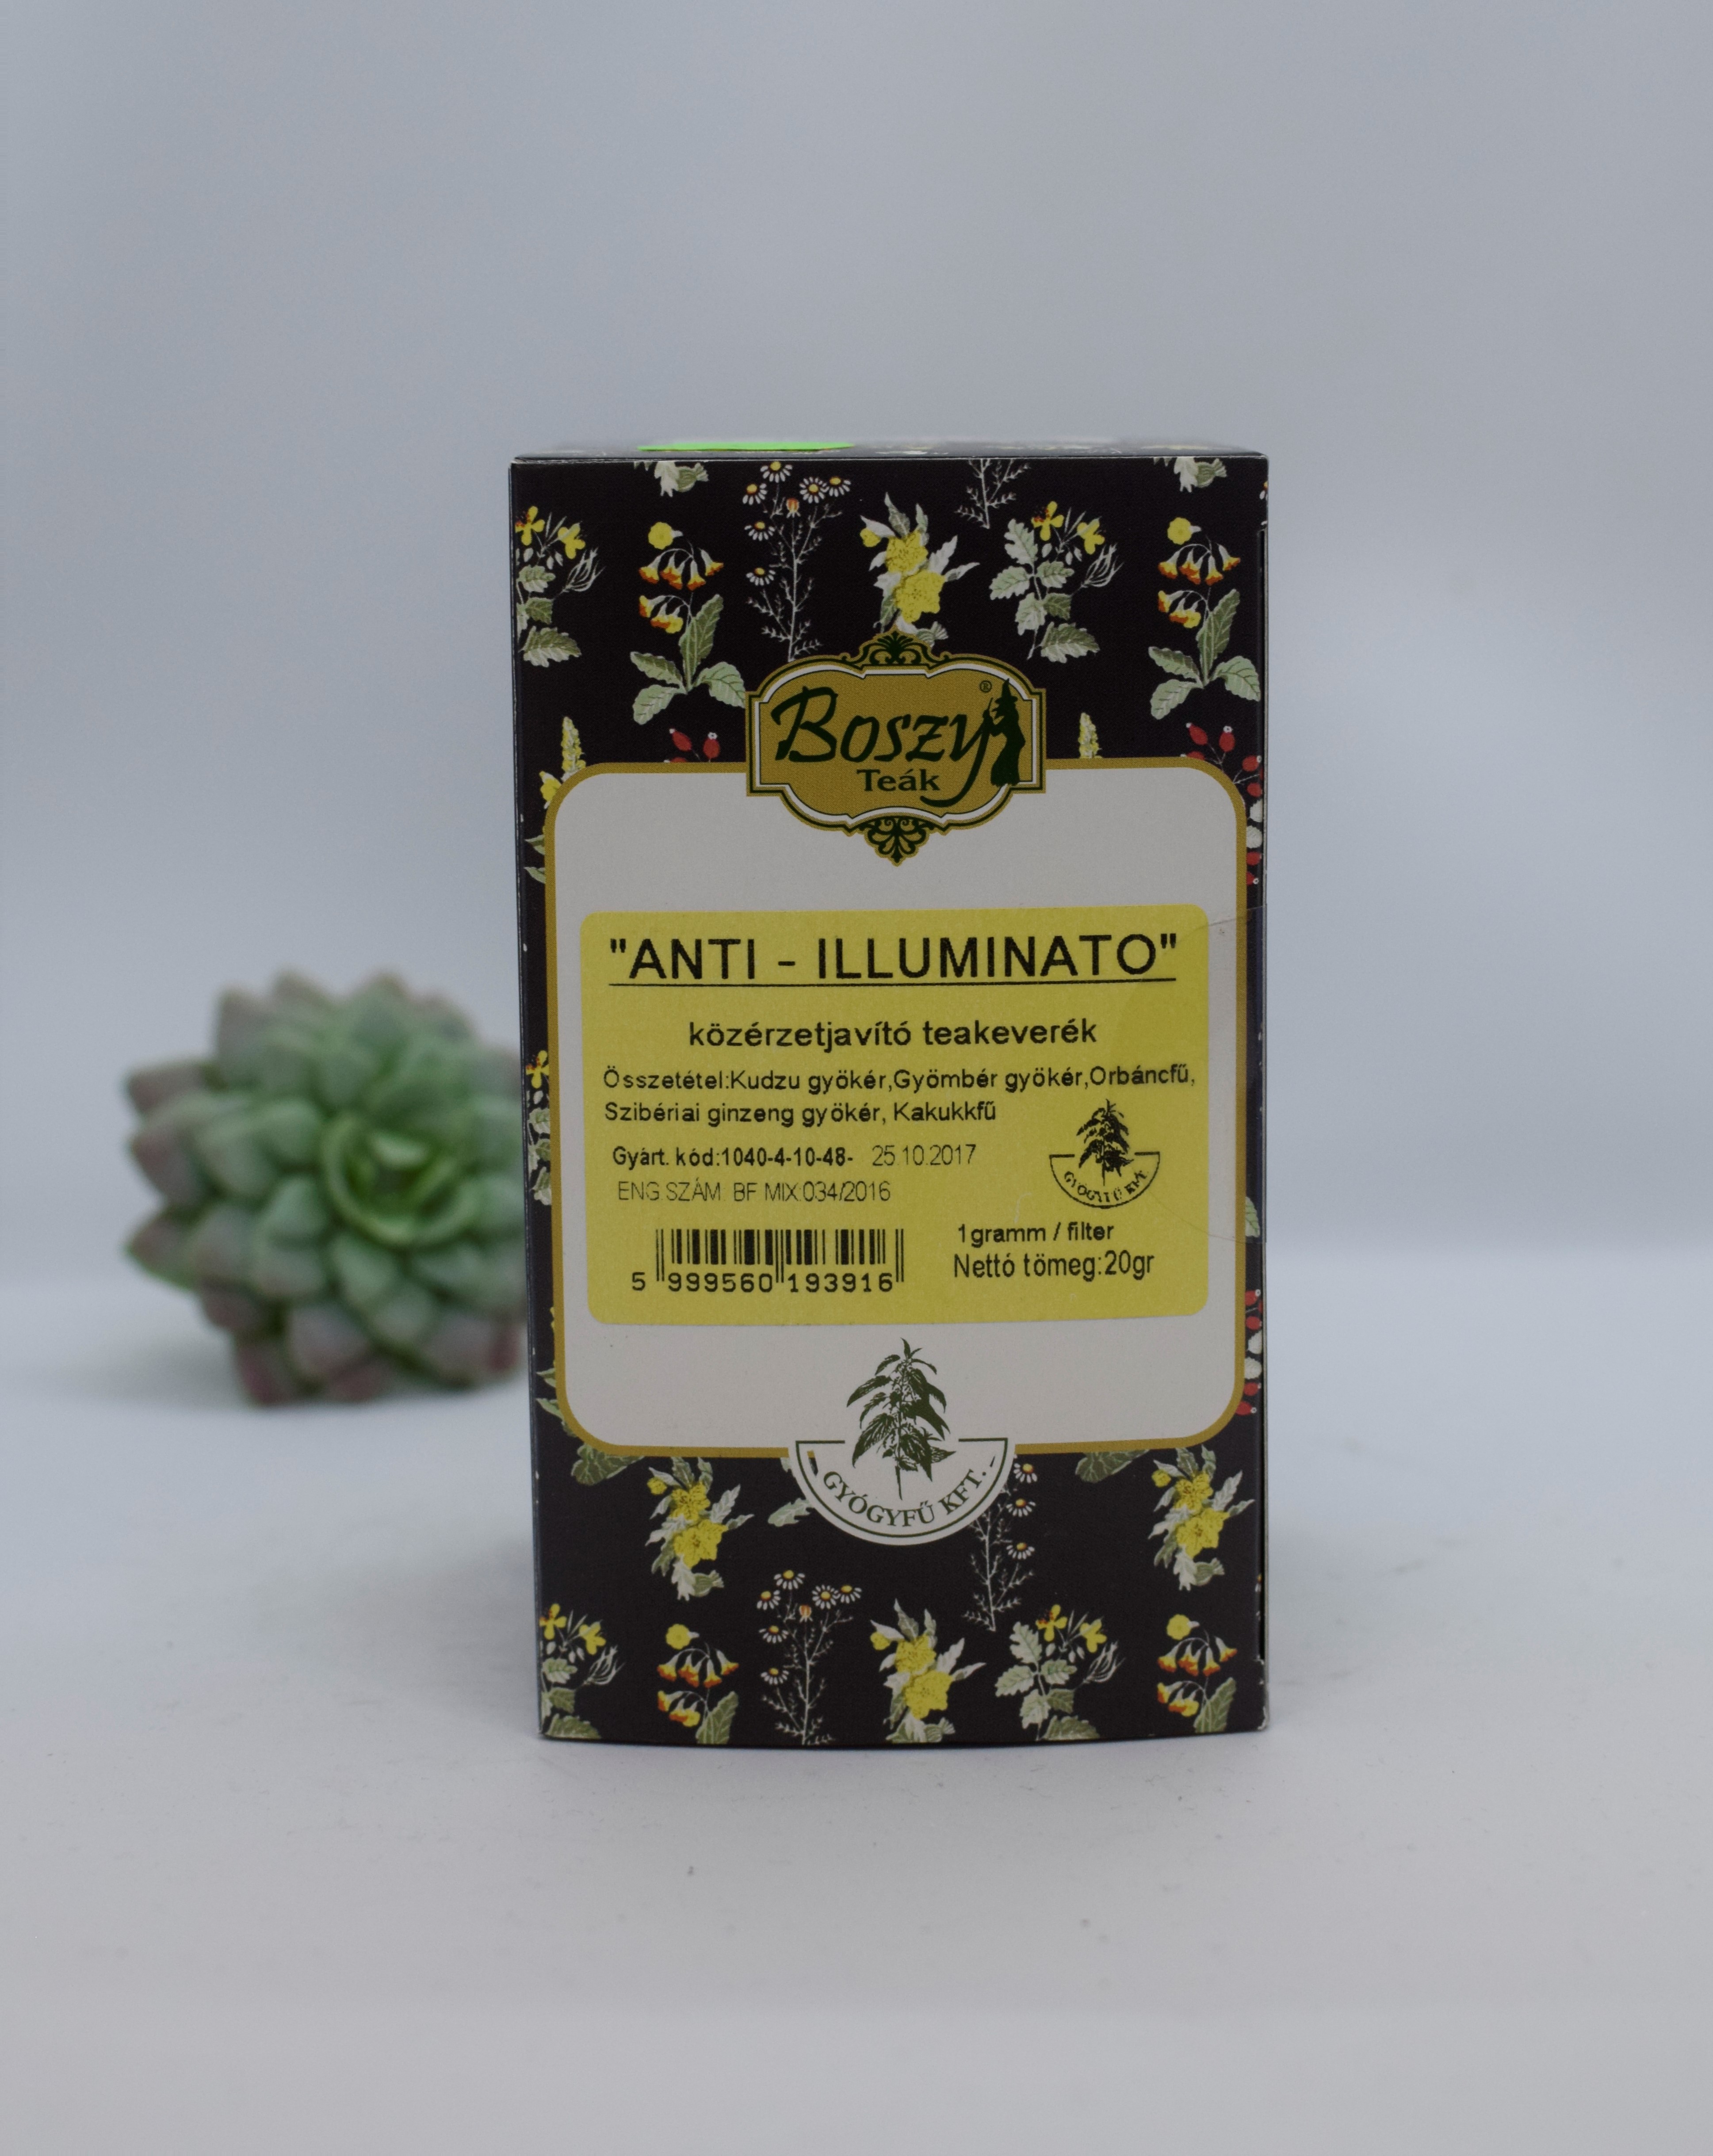 Boszy ®
Teák
"ANTI - ILLUMINATO"
közérzetjavító teakeverék
Összetétel:Kudzu gyökér,Gyömbér gyökér,Orbáncfű,
Szibériai ginzeng gyökér, Kakukkfű
Gyárt. kód:1040-4-10-48- 25.10.2017
ENG SZÁM: BF MIX:034/2016
GYÓGYFŰ KFT.
1gramm / filter
Nettó tömeg:20gr
5 999560 193916
GYÓGYFŰ KFT.